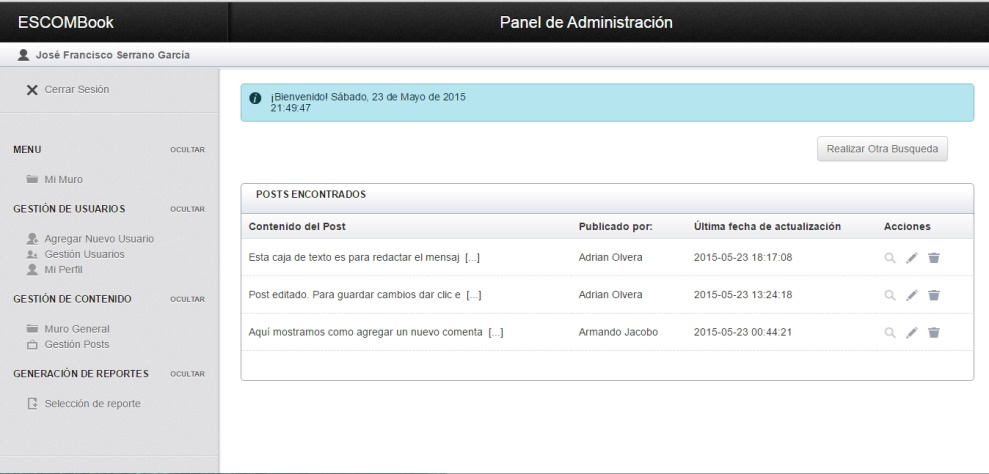 ESCOMBook
Panel de Administración
José Francisco Serrano García
Cerrar Sesión
¡Bienvenido! Sábado, 23 de Mayo de 2015
21:49:47
MENU OCULTAR
Mi Muro
GESTIÓN DE USUARIOS OCULTAR
Agregar Nuevo Usuario
Gestión Usuarios
Mi Perfil
GESTIÓN DE CONTENIDO OCULTAR
Muro General
Gestión Posts
GENERACIÓN DE REPORTES OCULTAR
Selección de reporte
Realizar Otra Busqueda
POSTS ENCONTRADOS
Contenido del Post Publicado por: Última fecha de actualización Acciones
Esta caja de texto es para redactar el mensaj [...] Adrian Olvera 2015-05-23 18:17:08
Post editado. Para guardar cambios dar clic e [...] Adrian Olvera 2015-05-23 13:24:18
Aquí mostramos como agregar un nuevo comenta [...] Armando Jacobo 2015-05-23 00:44:21